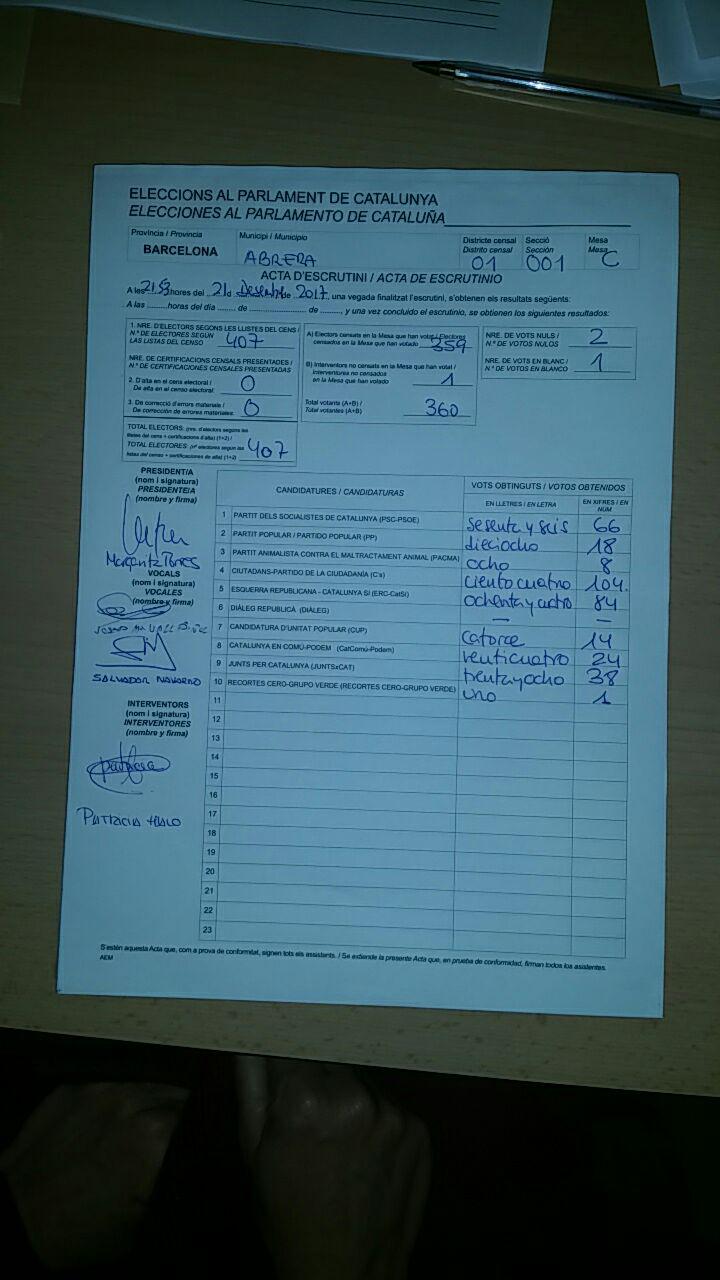 ELECCIONS AL PARLAMENT DE CATALUNYA
ELECCIONES AL PARLAMENTO DE CATALUÑA
Província / Provincia
BARCELONA
Municipi / Municipio
ABRERA
Districte censal
Distrito censal
01
Secció
Sección
001
Mesa
Mesa
C
ACTA D'ESCRUTINI / ACTA DE ESCRUTINIO
A les 21:53 hores del 21 de Desembre de 2017, una vegada finalitzat l'escrutini, s'obtenen els resultats següents:
A las ........horas del día ........ de .................... de ........, y una vez concluido el escrutinio, se obtienen los siguientes resultados:
1. NRE. D'ELECTORS SEGONS LES LLISTES DEL CENS /
N.º DE ELECTORES SEGÚN
LAS LISTAS DEL CENSO
407
NRE. DE CERTIFICACIONS CENSALS PRESENTADES /
N.º DE CERTIFICACIONES CENSALES PRESENTADAS
2. D'alta en el cens electoral /
De alta en el censo electoral:
0
3. De correcció d'errors materials /
De corrección de errores materiales:
0
TOTAL ELECTORS: (nre. d'electors segons les
llistes del cens + certificacions d'alta) (1+2) /
TOTAL ELECTORES: (nº electores según las
listas del censo + certificaciones de alta) (1+2)
407
A) Electors censats en la Mesa que han votat / Electores
censados en la Mesa que han votado
359
B) Interventors no censats en la Mesa que han votat /
Interventores no censados
en la Mesa que han votado
1
Total votants (A+B) /
Total votantes (A+B)
360
NRE. DE VOTS NULS /
N.º DE VOTOS NULOS
2
NRE. DE VOTS EN BLANC /
N.º DE VOTOS EN BLANCO
1
PRESIDENT/A
(nom i signatura)
PRESIDENTE/A
(nombre y firma)
Margarita Torres
VOCALS
(nom i signatura)
VOCALES
(nombre y firma)
SALVADOR NAVARRO
INTERVENTORS
(nom i signatura)
INTERVENTORES
(nombre y firma)
PATRICIA
CANDIDATURES / CANDIDATURAS
VOTS OBTINGUTS / VOTOS OBTENIDOS
EN LLETRES / EN LETRA
EN XIFRES / EN NÚM
1 PARTIT DELS SOCIALISTES DE CATALUNYA (PSC-PSOE) sesenta y seis 66
2 PARTIT POPULAR / PARTIDO POPULAR (PP) dieciocho 18
3 PARTIT ANIMALISTA CONTRA EL MALTRACTAMENT ANIMAL (PACMA) ocho 8
4 CIUTADANS-PARTIDO DE LA CIUDADANÍA (C's) ciento cuatro 104
5 ESQUERRA REPUBLICANA - CATALUNYA SÍ (ERC-CatSí) ochenta y cuatro 84
6 DIÀLEG REPUBLICÀ (DIÀLEG) — —
7 CANDIDATURA D'UNITAT POPULAR (CUP) catorce 14
8 CATALUNYA EN COMÚ-PODEM (CatComú-Podem) venticuatro 24
9 JUNTS PER CATALUNYA (JUNTSxCAT) trenta y ocho 38
10 RECORTES CERO-GRUPO VERDE (RECORTES CERO-GRUPO VERDE) uno 1
11
12
13
14
15
16
17
18
19
20
21
22
23
S'estén aquesta Acta que, com a prova de conformitat, signen tots els assistents. / Se extiende la presente Acta que, en prueba de conformidad, firman todos los asistentes.
AEM